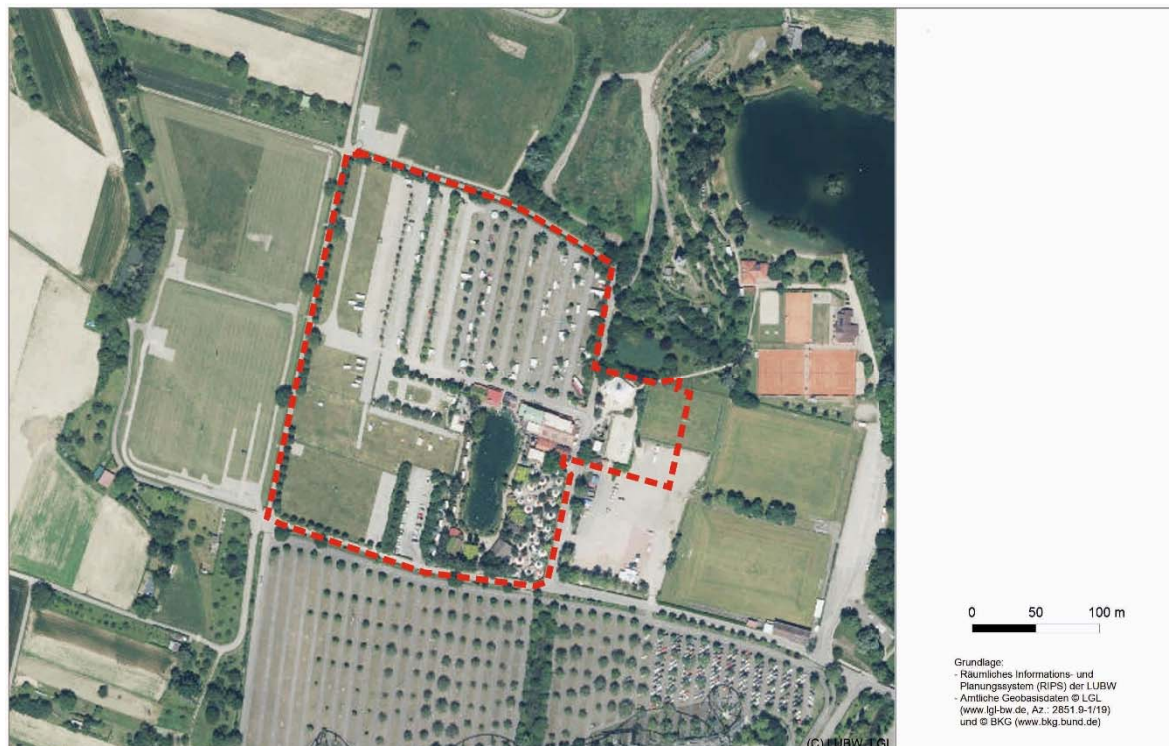 0 50 100 m
Grundlage:
- Räumliches Informations- und
Planungssystem (RIPS) der LUBW
- Amtliche Geobasisdaten © LGL
(www.lgl-bw.de, Az.: 2851.9-1/19)
und © BKG (www.bkg.bund.de)
(C) LUBW, LGL